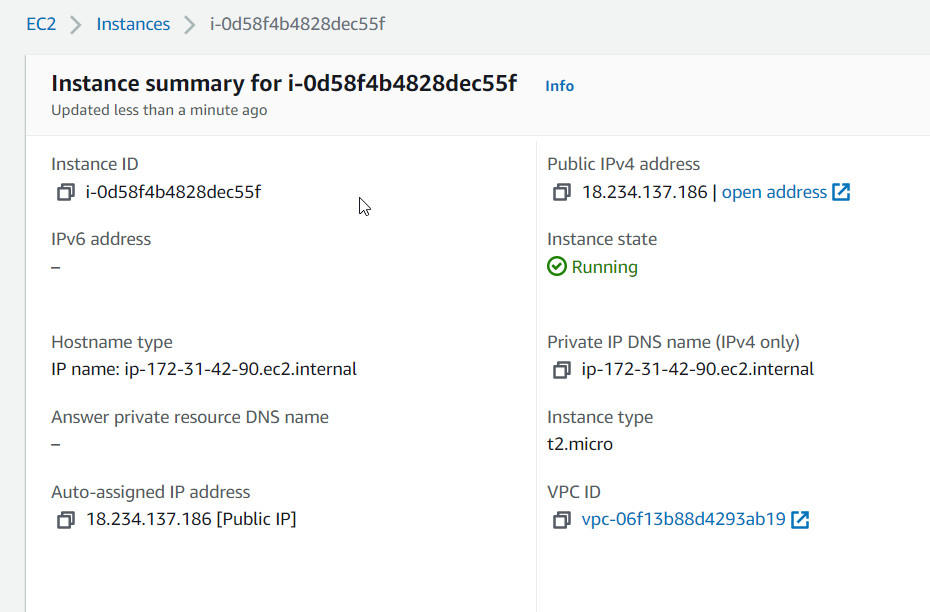 EC2 Instances i-0d58f4b4828dec55f
Instance summary for i-0d58f4b4828dec55f Info
Updated less than a minute ago
Instance ID
i-0d58f4b4828dec55f
IPv6 address
–
Hostname type
IP name: ip-172-31-42-90.ec2.internal
Answer private resource DNS name
–
Auto-assigned IP address
18.234.137.186 [Public IP]
Public IPv4 address
18.234.137.186 | open address
Instance state
Running
Private IP DNS name (IPv4 only)
ip-172-31-42-90.ec2.internal
Instance type
t2.micro
VPC ID
vpc-06f13b88d4293ab19